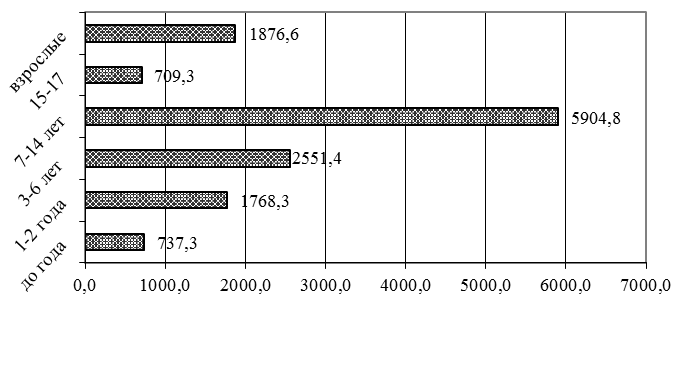 взрослые 1876,6
15-17 709,3
7-14 лет 5904,8
3-6 лет 2551,4
1-2 года 1768,3
до года 737,3
0,0 1000,0 2000,0 3000,0 4000,0 5000,0 6000,0 7000,0